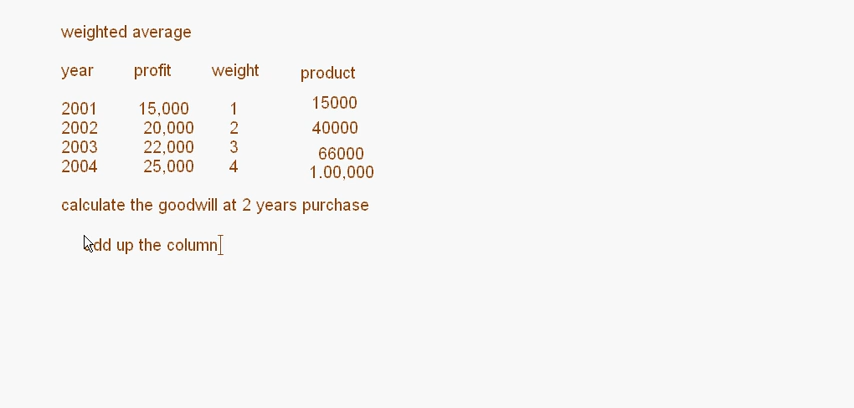 weighted average
year profit weight product
2001 15,000 1 15000
2002 20,000 2 40000
2003 22,000 3 66000
2004 25,000 4 1.00,000
calculate the goodwill at 2 years purchase
add up the column